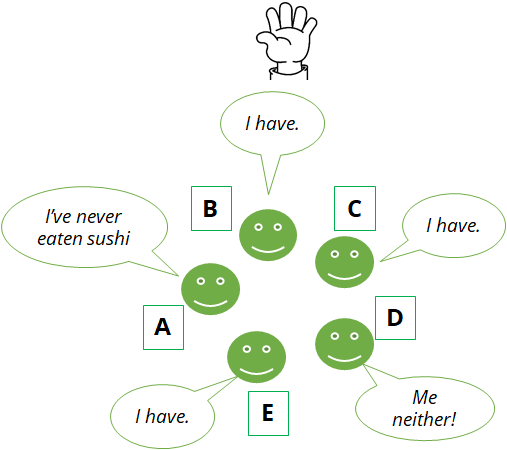 I have.
B
C
I've never
eaten sushi
I have.
A
D
E
I have.
Me
neither!